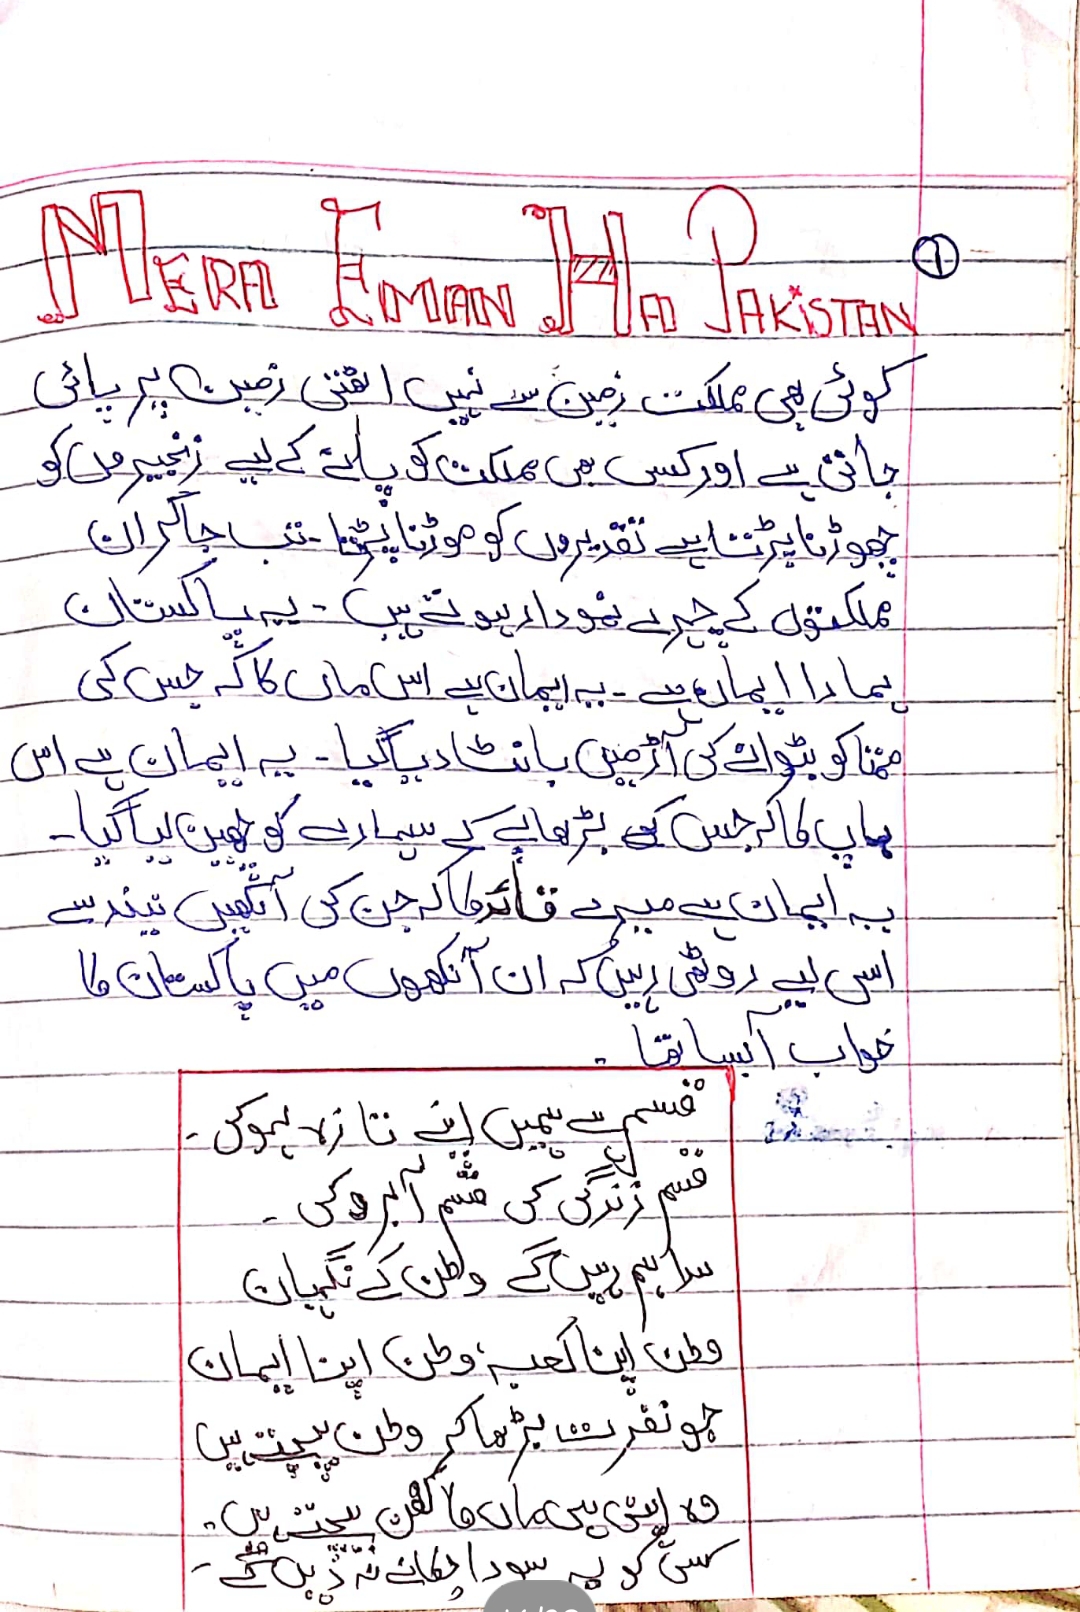 MERA EMAN HA PAKISTAN
1
کوئی بھی مملکت زمین سے نہیں اٹھتی زمین پر پائی
جاتی ہے اور کسی بھی مملکت کو پانے کے لیے زنجیروں کو
چھوڑنا پڑتا ہے تقدیروں کو موڑنا پڑتا - تب جا کر ان
مملکتوں کے چہرے نمودار ہوتے ہیں - یہ پاکستان
ہمارا ایمان ہے - یہ ایمان ہے اس ماں کا کہ جس کی
ممتا کو بٹوانے کی آڑ میں بانٹ دیا گیا - یہ ایمان ہے اس
باپ کا کہ جس کے بڑھاپے کے سہارے کو چھین لیا گیا -
یہ ایمان ہے میرے قائد کا کہ جن کی آنکھیں نیند سے
اسی لیے روٹھی رہیں کہ ان آنکھوں میں پاکستان کا
خواب آبسا تھا -
قسم ہے ہمیں اپنے تازہ لہو کی -
قسم زندگی کی قسم آبرو کی -
سدا ہم رہیں گے وطن کے نگہبان
وطن اپنا کعبہ، وطن اپنا ایمان
جو نفرت بڑھا کر وطن بیچتے ہیں
وہ اپنی ہی ماں کا کفن بیچتے ہیں -
کسی کو یہ سودا چکانے نہ دیں گے -